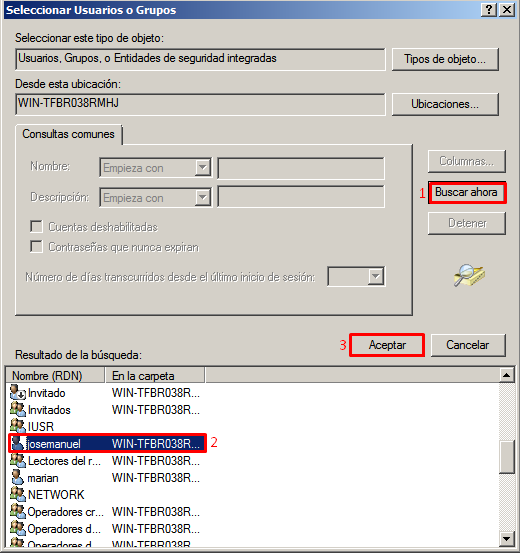 Seleccionar Usuarios o Grupos
Seleccionar este tipo de objeto:
Usuarios, Grupos, o Entidades de seguridad integradas
Tipos de objeto...
Desde esta ubicación:
WIN-TFBR038RMHJ
Ubicaciones...
Consultas comunes
Nombre:
Empieza con
Columnas...
1
Buscar ahora
Descripción:
Empieza con
Detener
Cuentas deshabilitadas
Contraseñas que nunca expiran
Número de días transcurridos desde el último inicio de sesión:
3
Aceptar
Cancelar
Resultado de la búsqueda:
Nombre (RDN) En la carpeta
Invitado WIN-TFBR038R...
Invitados WIN-TFBR038R...
IUSR
josemanuel WIN-TFBR038R... 2
Lectores del r... WIN-TFBR038R...
marian WIN-TFBR038R...
NETWORK
Operadores cr... WIN-TFBR038R...
Operadores d... WIN-TFBR038R...
Operadores d... WIN-TFBR038R...